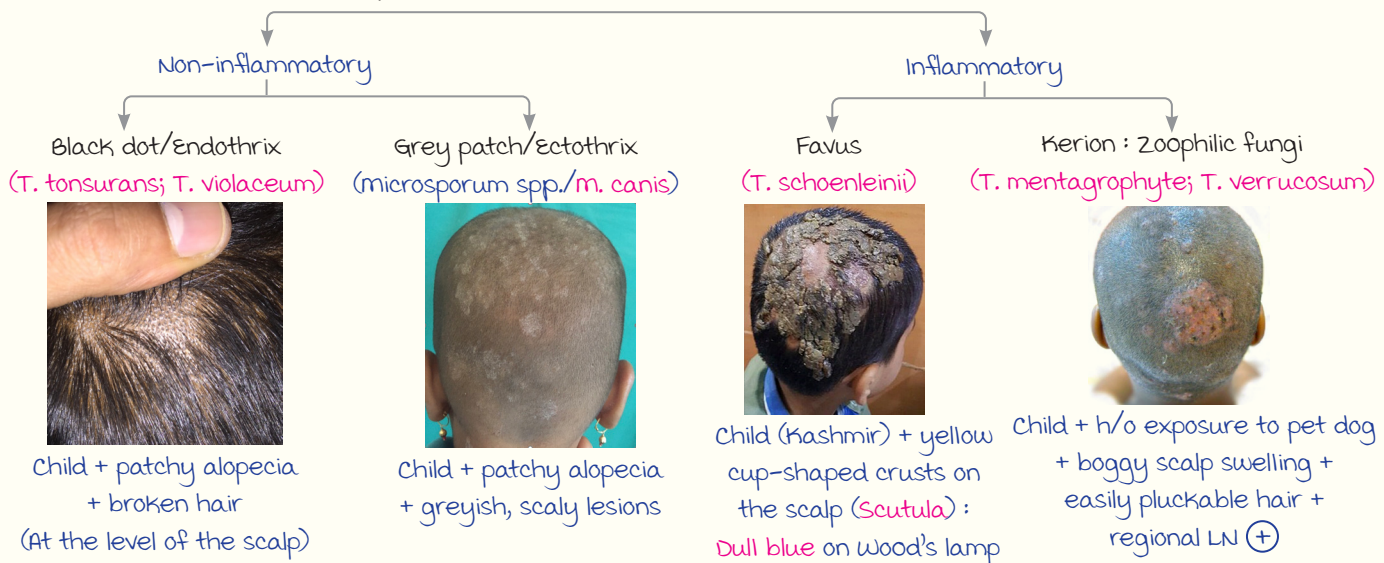 Non-inflammatory
Inflammatory
Black dot/Endothrix
(T. tonsurans; T. violaceum)
Grey patch/Ectothrix
(microsporum spp./m. canis)
Favus
(T. schoenleinii)
Kerion : Zoophilic fungi
(T. mentagrophyte; T. verrucosum)
Child + patchy alopecia
+ broken hair
(At the level of the scalp)
Child + patchy alopecia
+ greyish, scaly lesions
Child (Kashmir) + yellow
cup-shaped crusts on
the scalp (Scutula) :
Dull blue on Wood's lamp
Child + h/o exposure to pet dog
+ boggy scalp swelling +
easily pluckable hair +
regional LN +